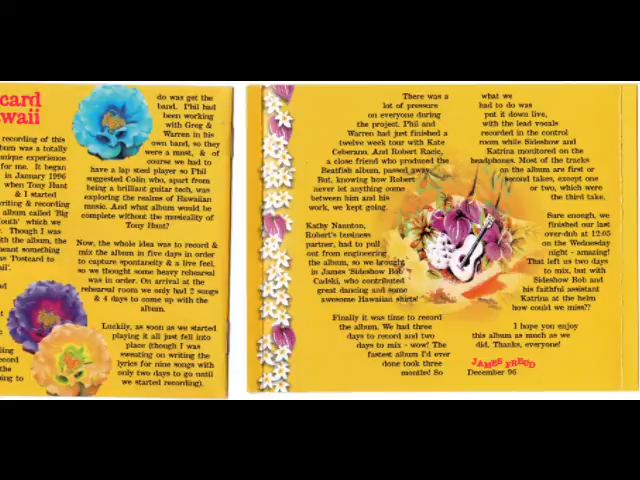 card
waii
recording of this
bum was a totally
unique experience
for me. It began
in January 1996
when Tony Hunt
& I started
writing & recording
album called 'Big
outh' which we
. Though I was
with the album, the
heard something
as 'Postcard to
aii'.
ed
st
the
ding
record
s the
ning to
do was get the
band. Phil had
been working
with Greg &
Warren in his
own band, so they
were a must, & of
course we had to
have a lap steel player so Phil
suggested Colin who, apart from
being a brilliant guitar tech, was
exploring the realms of Hawaiian
music. And what album would be
complete without the musicality of
Tony Hunt?
Now, the whole idea was to record &
mix the album in five days in order
to capture spontaneity & a live feel,
so we thought some heavy rehearsal
was in order. On arrival at the
rehearsal room we only had 2 songs
& 4 days to come up with the
album.
Luckily, as soon as we started
playing it all just fell into
place (though I was
sweating on writing the
lyrics for nine songs with
only two days to go until
we started recording).
There was a
lot of pressure
on everyone during
the project. Phil and
Warren had just finished a
twelve week tour with Kate
Ceberano. And Robert Racic,
a close friend who produced the
Beatfish album, passed away.
But, knowing how Robert
never let anything come
between him and his
work, we kept going.
Kathy Naunton,
Robert's business
partner, had to pull
out from engineering
the album, so we brought
in James 'Sideshow Bob'
Cadski, who contributed
great dancing and some
awesome Hawaiian shirts!
Finally it was time to record
the album. We had three
days to record and two
days to mix - wow! The
fastest album I'd ever
done took three
months! So
what we
had to do was
put it down live,
with the lead vocals
recorded in the control
room while Sideshow and
Katrina monitored on the
headphones. Most of the tracks
on the album are first or
second takes, except one
or two, which were
the third take.
Sure enough, we
finished our last
over-dub at 12:05
on the Wednesday
night - amazing!
That left us two days
to mix, but with
Sideshow Bob and
his faithful assistant
Katrina at the helm
how could we miss??
I hope you enjoy
this album as much as we
did. Thanks, everyone!
JAMES FREUD
December 96